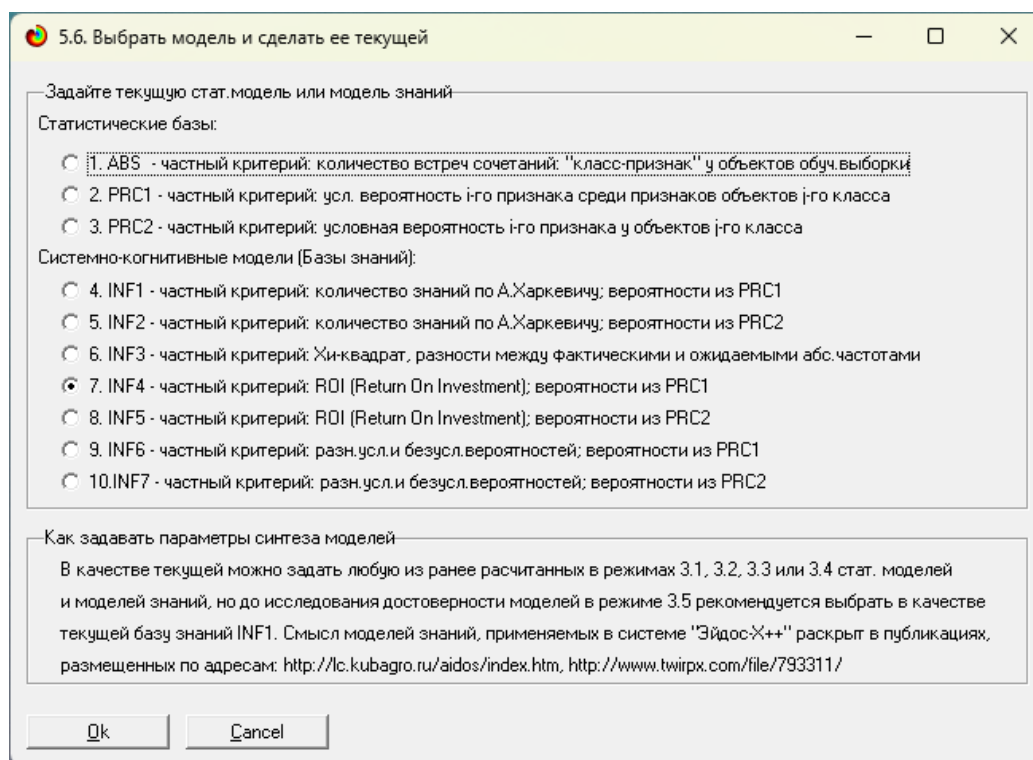 5.6. Выбрать модель и сделать ее текущей
Задайте текущую стат.модель или модель знаний
Статистические базы:
1. ABS - частный критерий: количество встреч сочетаний: "класс-признак" у объектов обуч.выборки
2. PRC1 - частный критерий: усл. вероятность i-го признака среди признаков объектов j-го класса
3. PRC2 - частный критерий: условная вероятность i-го признака у объектов j-го класса
Системно-когнитивные модели (Базы знаний):
4. INF1 - частный критерий: количество знаний по А.Харкевичу; вероятности из PRC1
5. INF2 - частный критерий: количество знаний по А.Харкевичу; вероятности из PRC2
6. INF3 - частный критерий: Хи-квадрат, разности между фактическими и ожидаемыми абс.частотами
7. INF4 - частный критерий: ROI (Return On Investment); вероятности из PRC1
8. INF5 - частный критерий: ROI (Return On Investment); вероятности из PRC2
9. INF6 - частный критерий: разн.усл.и безусл.вероятностей; вероятности из PRC1
10.INF7 - частный критерий: разн.усл.и безусл.вероятностей; вероятности из PRC2
Как задавать параметры синтеза моделей
В качестве текущей можно задать любую из ранее расчитанных в режимах 3.1, 3.2, 3.3 или 3.4 стат. моделей
и моделей знаний, но до исследования достоверности моделей в режиме 3.5 рекомендуется выбрать в качестве
текущей базу знаний INF1. Смысл моделей знаний, применяемых в системе "Эйдос-Х++" раскрыт в публикациях,
размещенных по адресам: http://lc.kubagro.ru/aidos/index.htm, http://www.twirpx.com/file/793311/
Ok Cancel